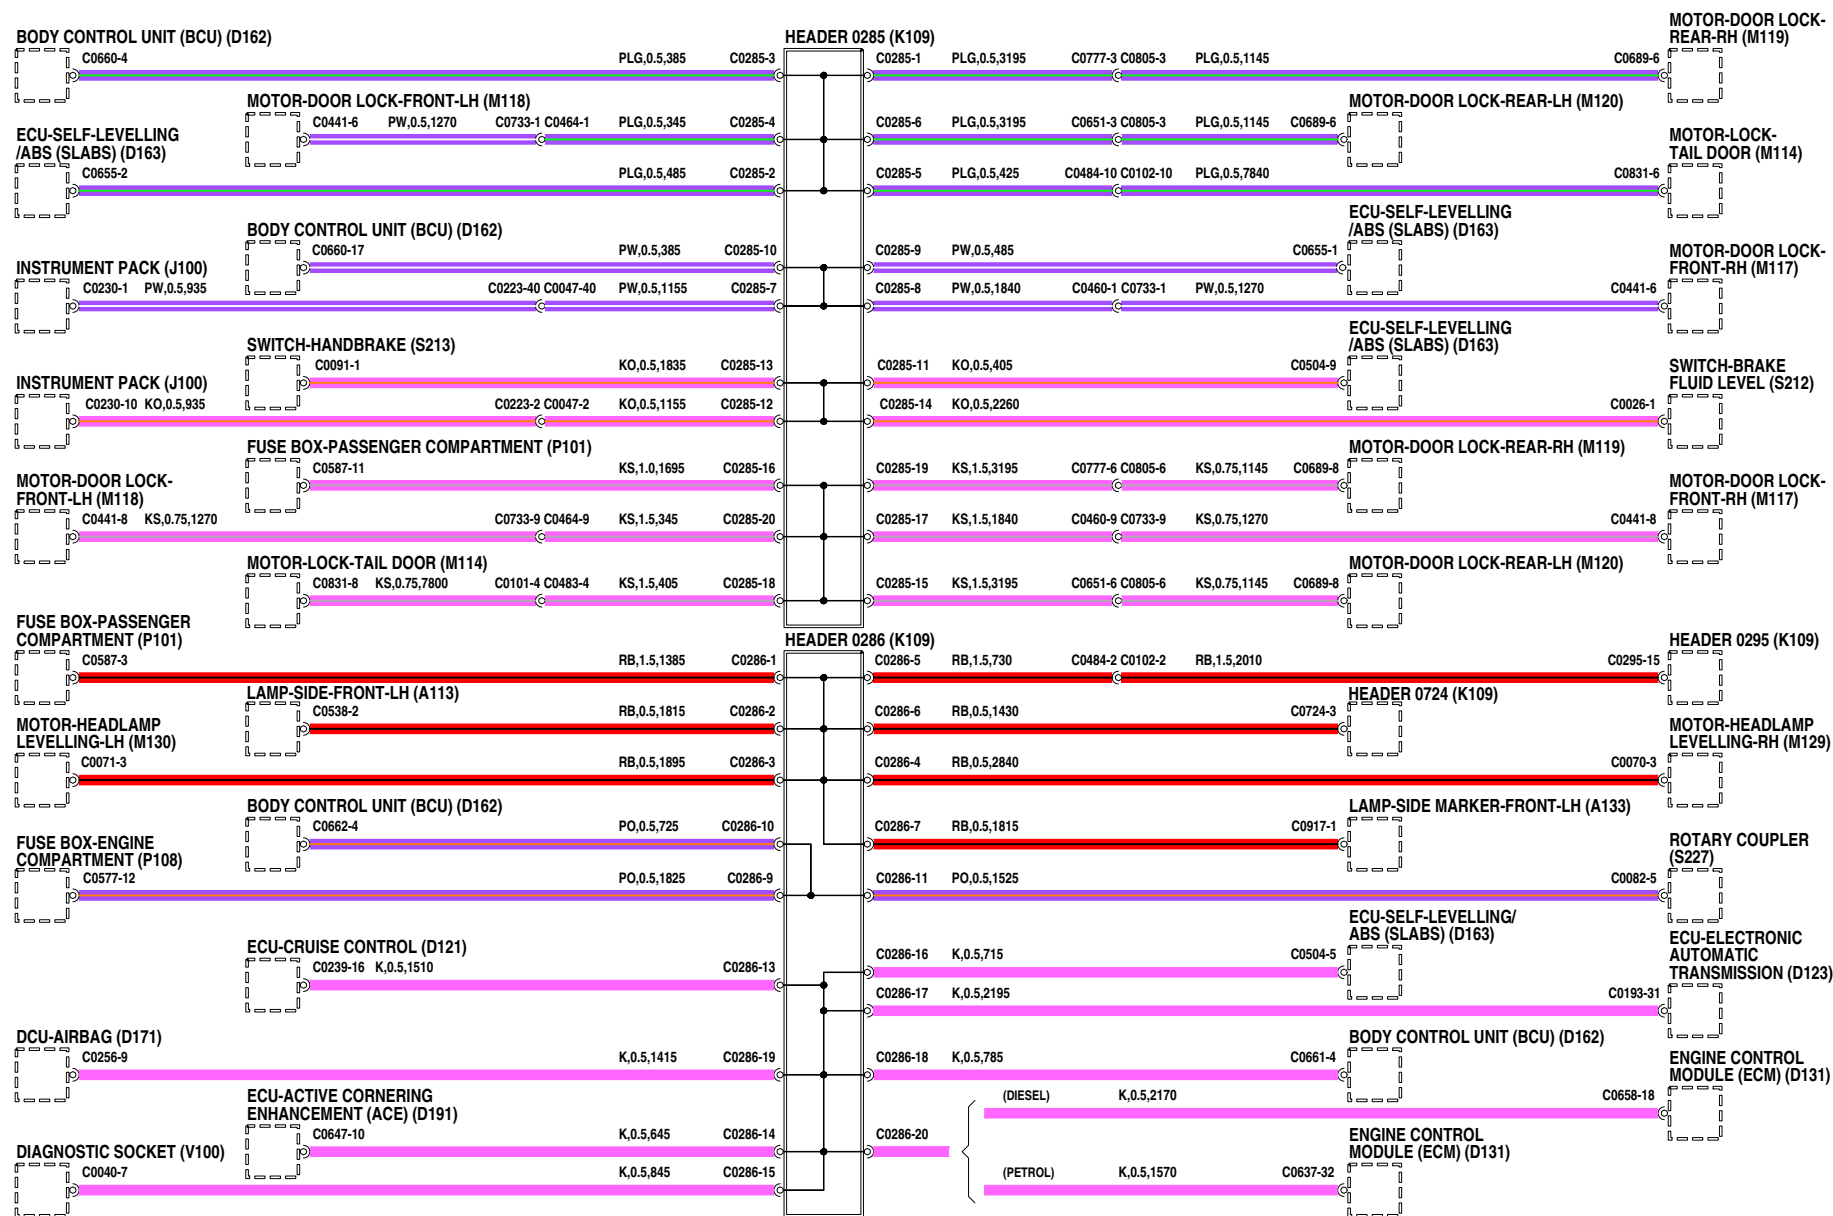 BODY CONTROL UNIT (BCU) (D162)
HEADER 0285 (K109)
MOTOR-DOOR LOCK-
REAR-RH (M119)
C0660-4 PLG,0.5,385 C0285-3
C0285-1 PLG,0.5,3195 C0777-3 C0805-3 PLG,0.5,1145 C0689-6
MOTOR-DOOR LOCK-FRONT-LH (M118)
MOTOR-DOOR LOCK-REAR-LH (M120)
C0441-6 PW,0.5,1270 C0733-1 C0464-1 PLG,0.5,345 C0285-4
C0285-6 PLG,0.5,3195 C0651-3 C0805-3 PLG,0.5,1145 C0689-6
ECU-SELF-LEVELLING
/ABS (SLABS) (D163)
MOTOR-LOCK-
TAIL DOOR (M114)
C0655-2 PLG,0.5,485 C0285-2
C0285-5 PLG,0.5,425 C0484-10 C0102-10 PLG,0.5,7840 C0831-6
BODY CONTROL UNIT (BCU) (D162)
ECU-SELF-LEVELLING
/ABS (SLABS) (D163)
C0660-17 PW,0.5,385 C0285-10
C0285-9 PW,0.5,485 C0655-1
INSTRUMENT PACK (J100)
MOTOR-DOOR LOCK-
FRONT-RH (M117)
C0230-1 PW,0.5,935 C0223-40 C0047-40 PW,0.5,1155 C0285-7
C0285-8 PW,0.5,1840 C0460-1 C0733-1 PW,0.5,1270 C0441-6
SWITCH-HANDBRAKE (S213)
ECU-SELF-LEVELLING
/ABS (SLABS) (D163)
C0091-1 KO,0.5,1835 C0285-13
C0285-11 KO,0.5,405 C0504-9
INSTRUMENT PACK (J100)
SWITCH-BRAKE
FLUID LEVEL (S212)
C0230-10 KO,0.5,935 C0223-2 C0047-2 KO,0.5,1155 C0285-12
C0285-14 KO,0.5,2260 C0026-1
FUSE BOX-PASSENGER COMPARTMENT (P101)
MOTOR-DOOR LOCK-REAR-RH (M119)
C0587-11 KS,1.0,1695 C0285-16
C0285-19 KS,1.5,3195 C0777-6 C0805-6 KS,0.75,1145 C0689-8
MOTOR-DOOR LOCK-
FRONT-LH (M118)
MOTOR-DOOR LOCK-
FRONT-RH (M117)
C0441-8 KS,0.75,1270 C0733-9 C0464-9 KS,1.5,345 C0285-20
C0285-17 KS,1.5,1840 C0460-9 C0733-9 KS,0.75,1270 C0441-8
MOTOR-LOCK-TAIL DOOR (M114)
MOTOR-DOOR LOCK-REAR-LH (M120)
C0831-8 KS,0.75,7800 C0101-4 C0483-4 KS,1.5,405 C0285-18
C0285-15 KS,1.5,3195 C0651-6 C0805-6 KS,0.75,1145 C0689-8
FUSE BOX-PASSENGER
COMPARTMENT (P101)
HEADER 0286 (K109)
HEADER 0295 (K109)
C0587-3 RB,1.5,1385 C0286-1
C0286-5 RB,1.5,730 C0484-2 C0102-2 RB,1.5,2010 C0295-15
LAMP-SIDE-FRONT-LH (A113)
HEADER 0724 (K109)
C0538-2 RB,0.5,1815 C0286-2
C0286-6 RB,0.5,1430 C0724-3
MOTOR-HEADLAMP
LEVELLING-LH (M130)
MOTOR-HEADLAMP
LEVELLING-RH (M129)
C0071-3 RB,0.5,1895 C0286-3
C0286-4 RB,0.5,2840 C0070-3
BODY CONTROL UNIT (BCU) (D162)
LAMP-SIDE MARKER-FRONT-LH (A133)
C0662-4 PO,0.5,725 C0286-10
C0286-7 RB,0.5,1815 C0917-1
FUSE BOX-ENGINE
COMPARTMENT (P108)
ROTARY COUPLER
(S227)
C0577-12 PO,0.5,1825 C0286-9
C0286-11 PO,0.5,1525 C0082-5
ECU-CRUISE CONTROL (D121)
ECU-SELF-LEVELLING/
ABS (SLABS) (D163)
C0239-16 K,0.5,1510 C0286-13
C0286-16 K,0.5,715 C0504-5
ECU-ELECTRONIC
AUTOMATIC
TRANSMISSION (D123)
C0286-17 K,0.5,2195 C0193-31
DCU-AIRBAG (D171)
BODY CONTROL UNIT (BCU) (D162)
C0256-9 K,0.5,1415 C0286-19
C0286-18 K,0.5,785 C0661-4
ENGINE CONTROL
MODULE (ECM) (D131)
(DIESEL) K,0.5,2170 C0658-18
ECU-ACTIVE CORNERING
ENHANCEMENT (ACE) (D191)
C0647-10 K,0.5,645 C0286-14
C0286-20
ENGINE CONTROL
MODULE (ECM) (D131)
DIAGNOSTIC SOCKET (V100)
C0040-7 K,0.5,845 C0286-15
(PETROL) K,0.5,1570 C0637-32